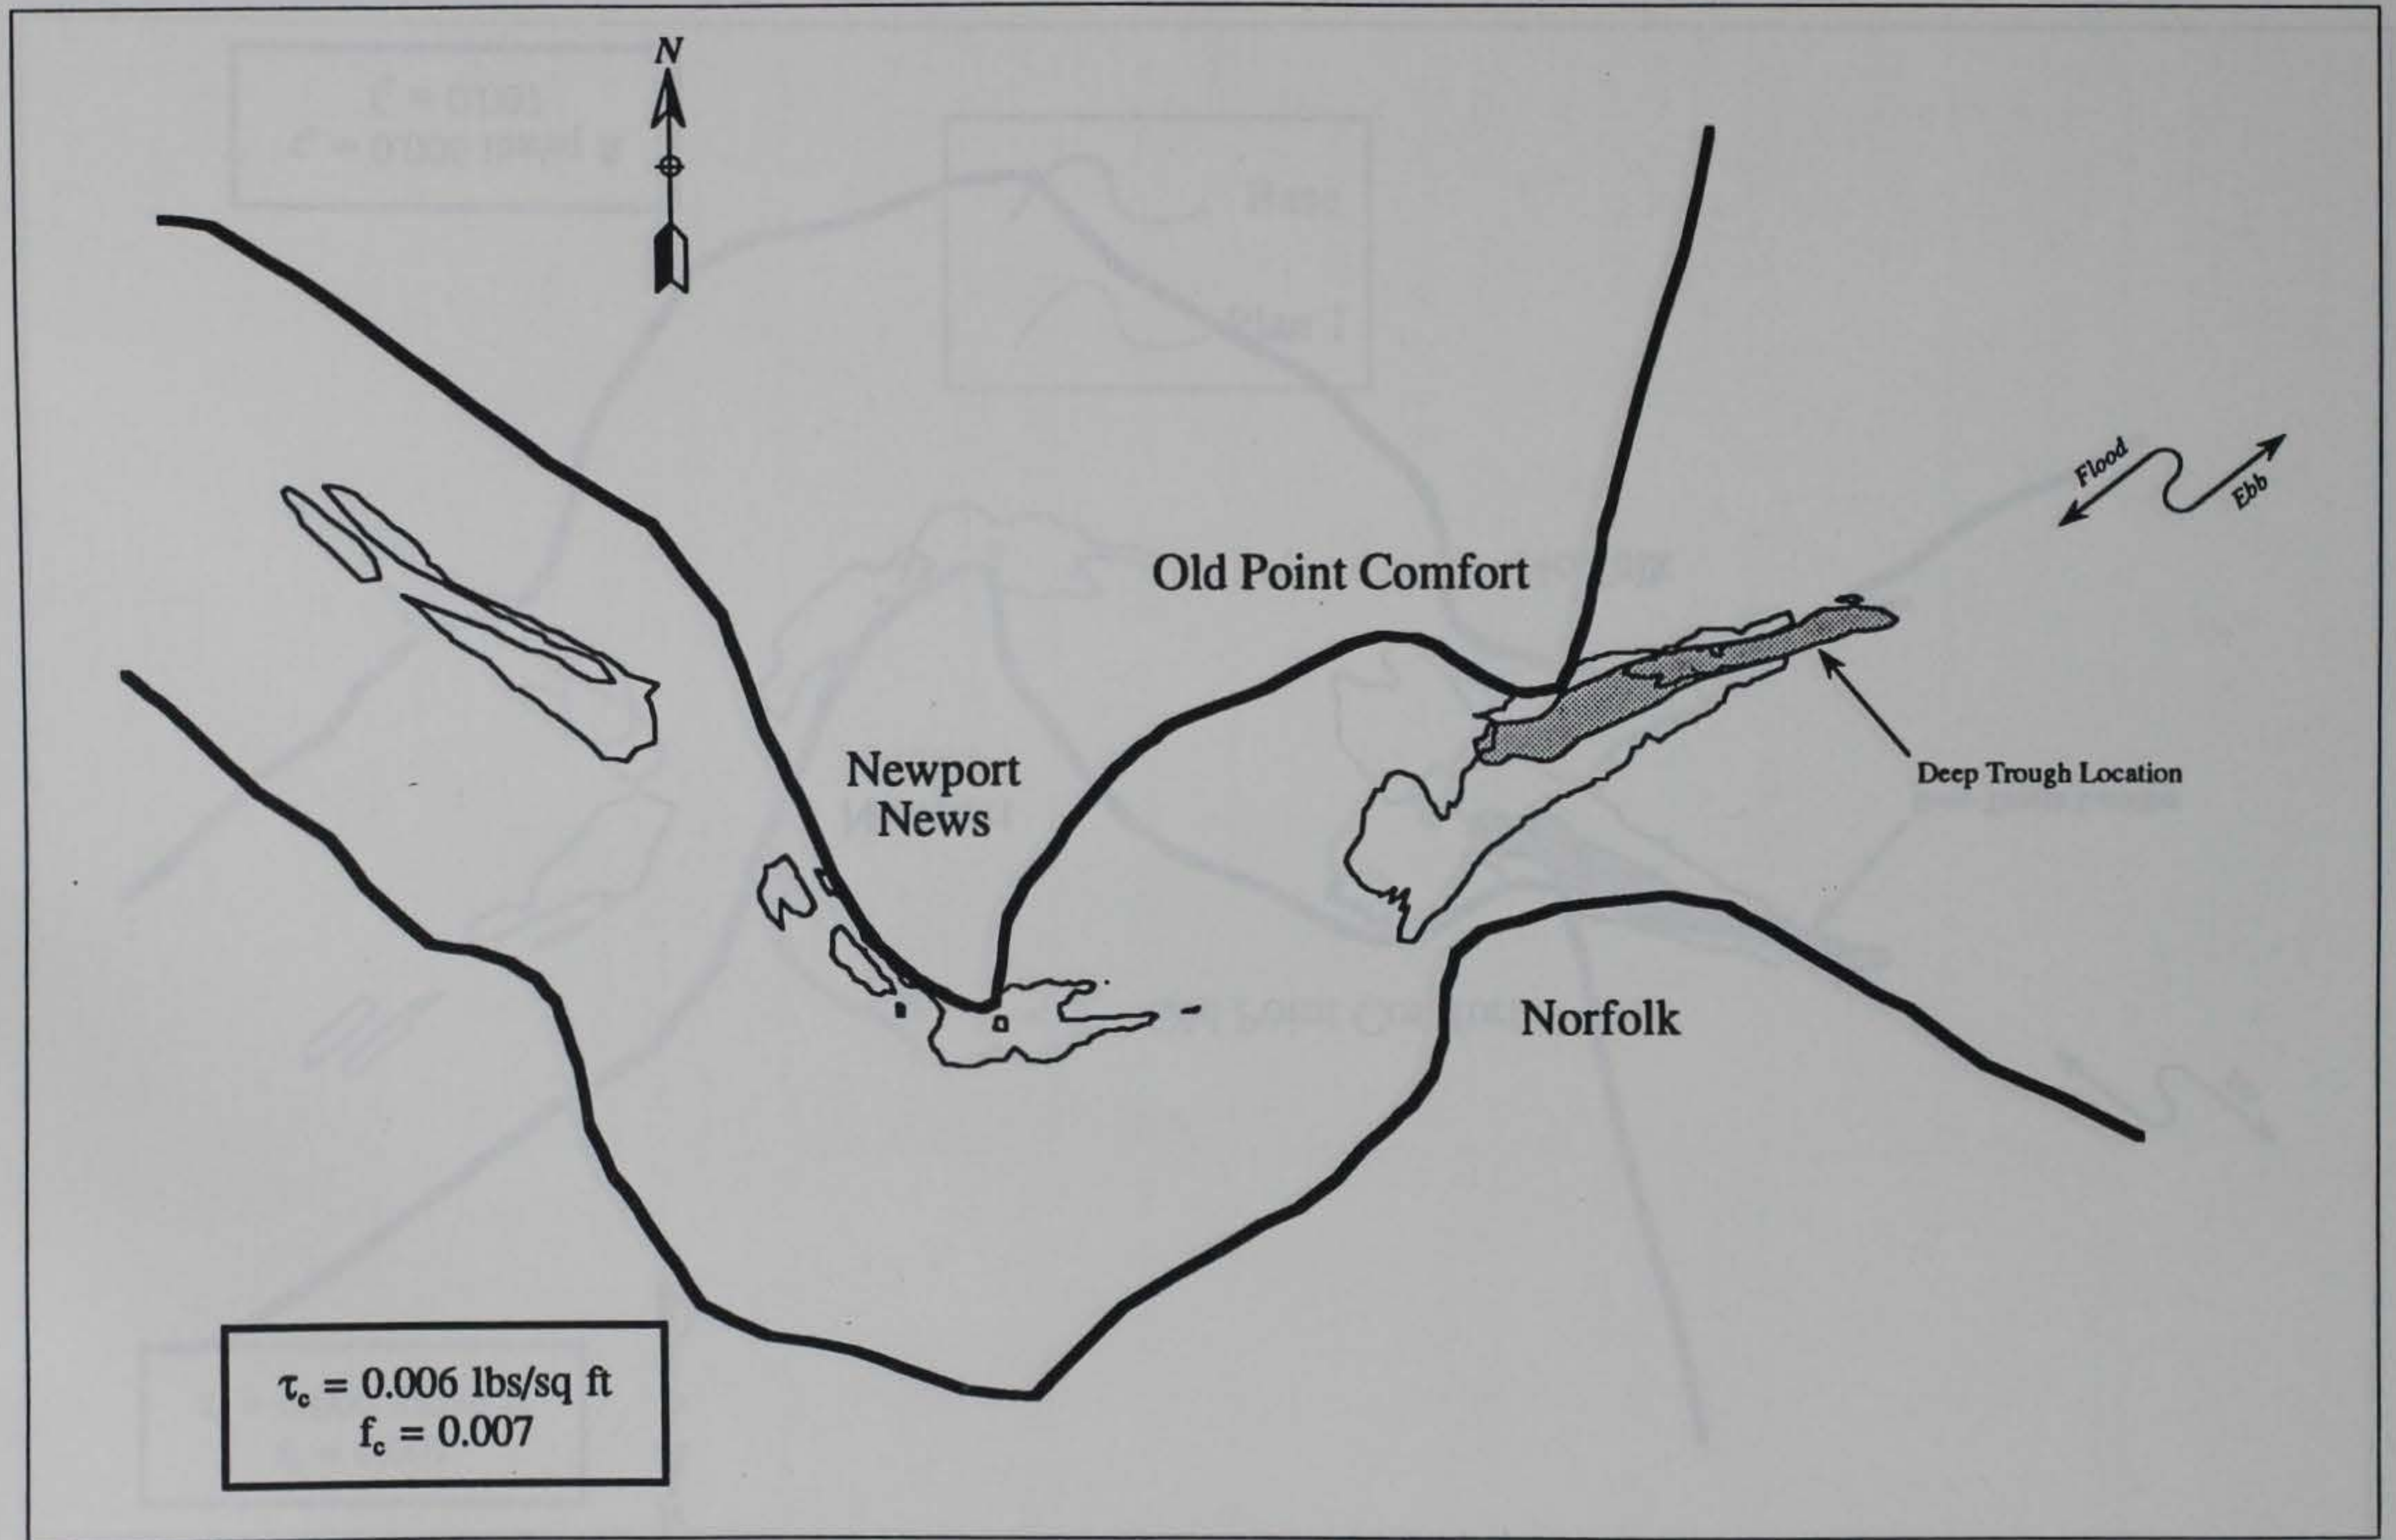 N
Flood
Ebb
Old Point Comfort
Newport
News
Deep Trough Location
Norfolk
τc = 0.006 lbs/sq ft
fc = 0.007